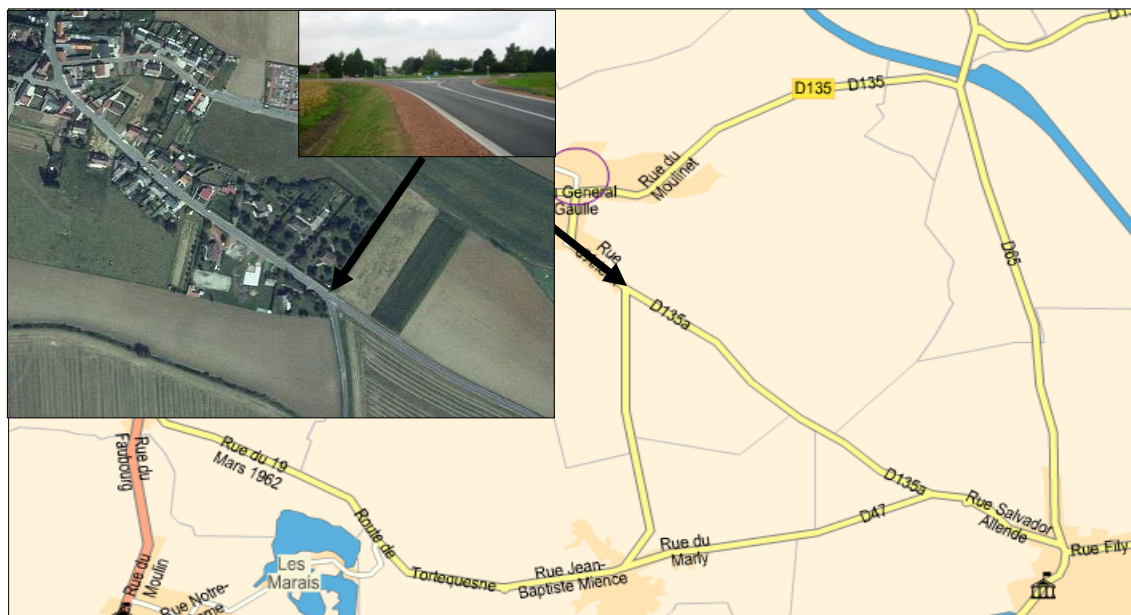 D135
D135
Rue du
Moulinet
General
Gaulle
Rue
D65
D135a
Rue du
Faubourg
Rue du 19
Mars 1962
D135a
Rue Salvador
Allende
Route de
D47
Rue du
Marly
Rue Fily
Les
Marais
Tortequesne
Rue Jean-
Baptiste Mience
Rue du
Moulin
Rue Notre-